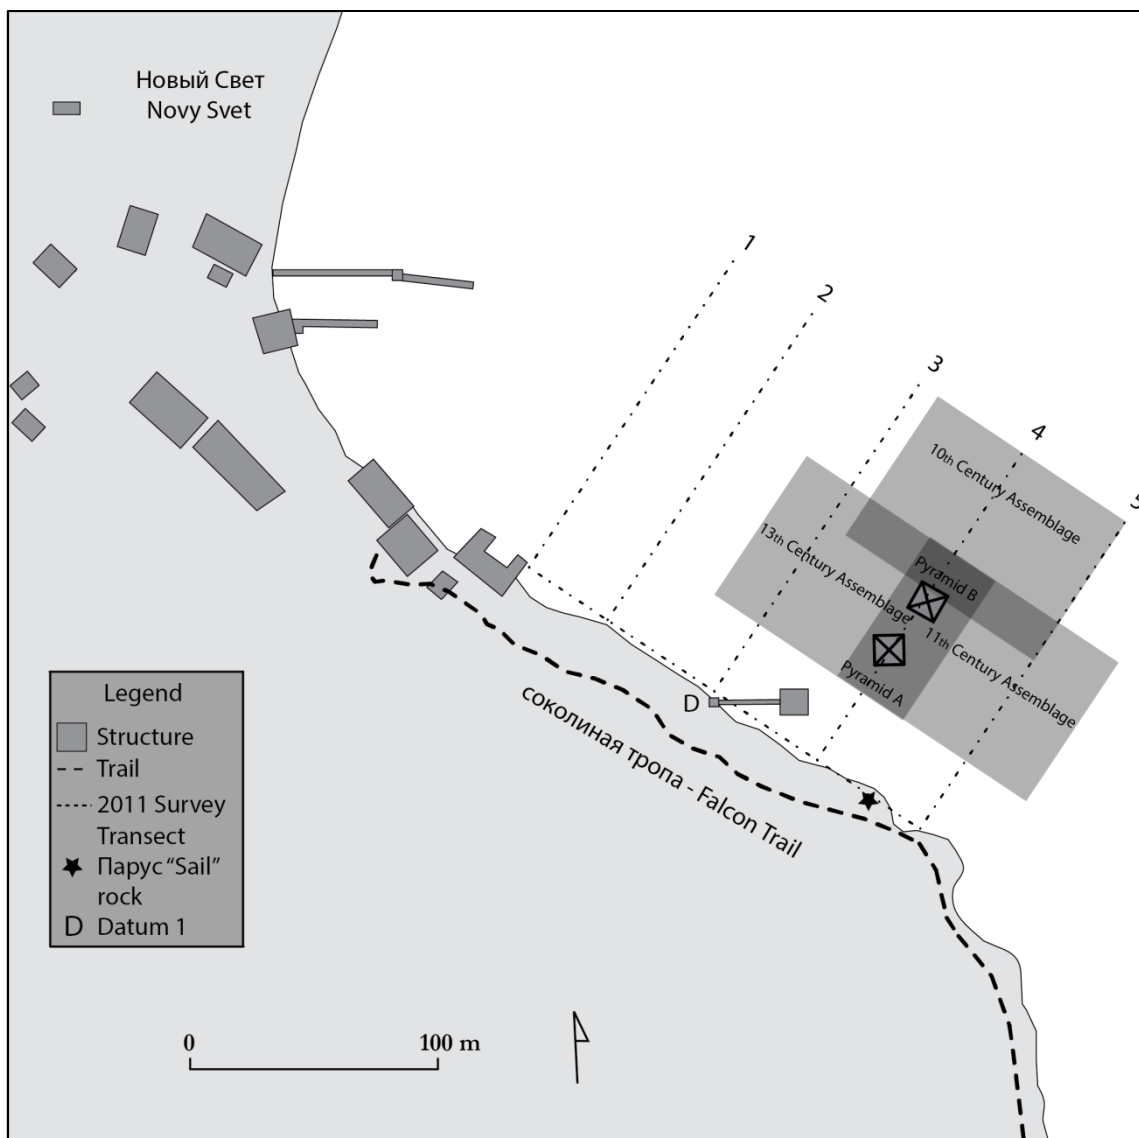 Новый Свет
Novy Svet
1
2
3
4
5
10th Century Assemblage
13th Century Assemblage
Pyramid B
11th Century Assemblage
Pyramid A
D
соколиная тропа - Falcon Trail
Legend
Structure
Trail
2011 Survey
Transect
Парус "Sail"
rock
D Datum 1
0 100 m